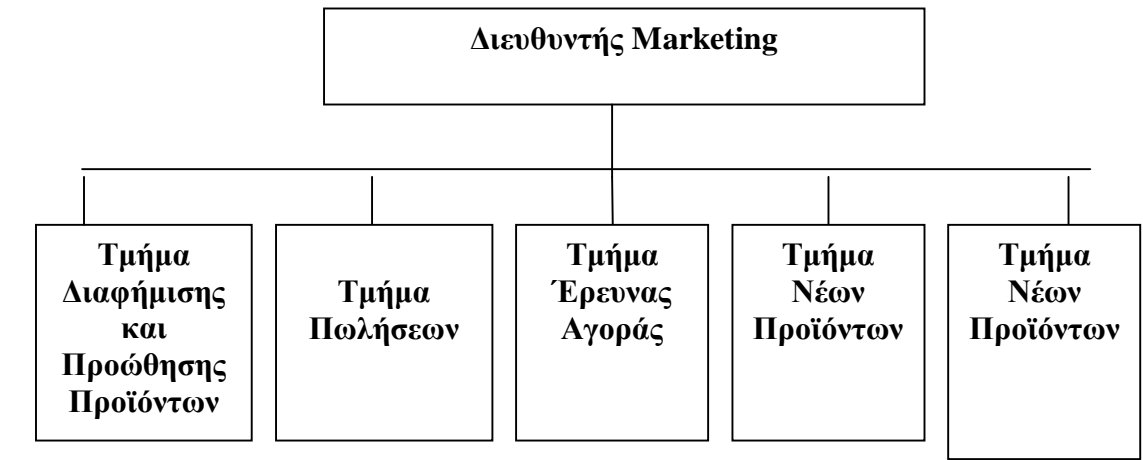 Διευθυντής Marketing
Τμήμα
Διαφήμισης
και
Προώθησης
Προϊόντων
Τμήμα
Πωλήσεων
Τμήμα
Έρευνας
Αγοράς
Τμήμα
Νέων
Προϊόντων
Τμήμα
Νέων
Προϊόντων